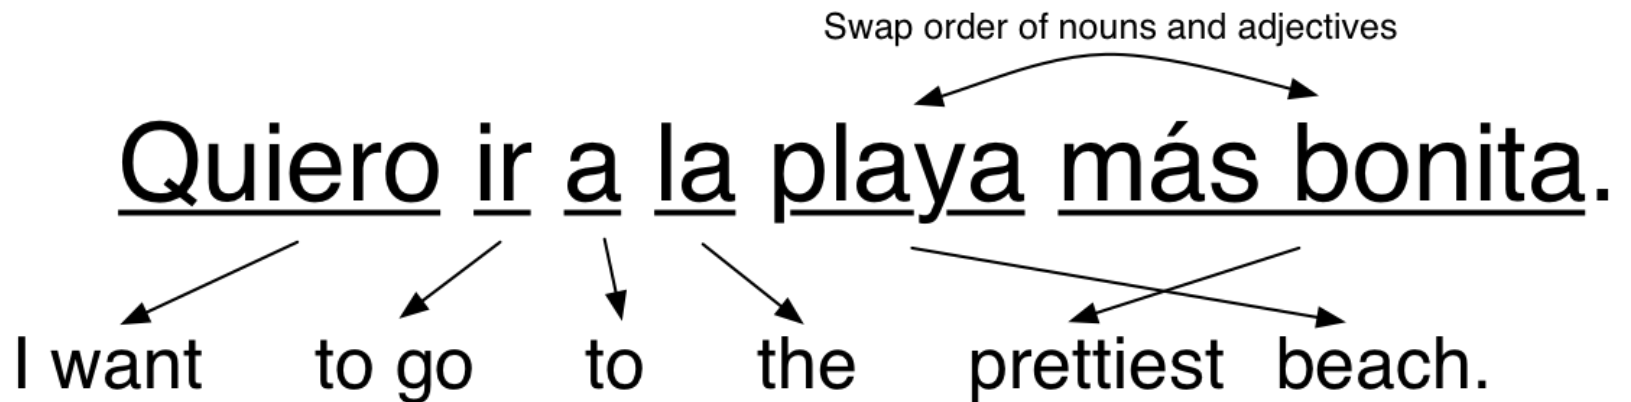 Swap order of nouns and adjectives
Quiero ir a la playa más bonita.
I want to go to the prettiest beach.